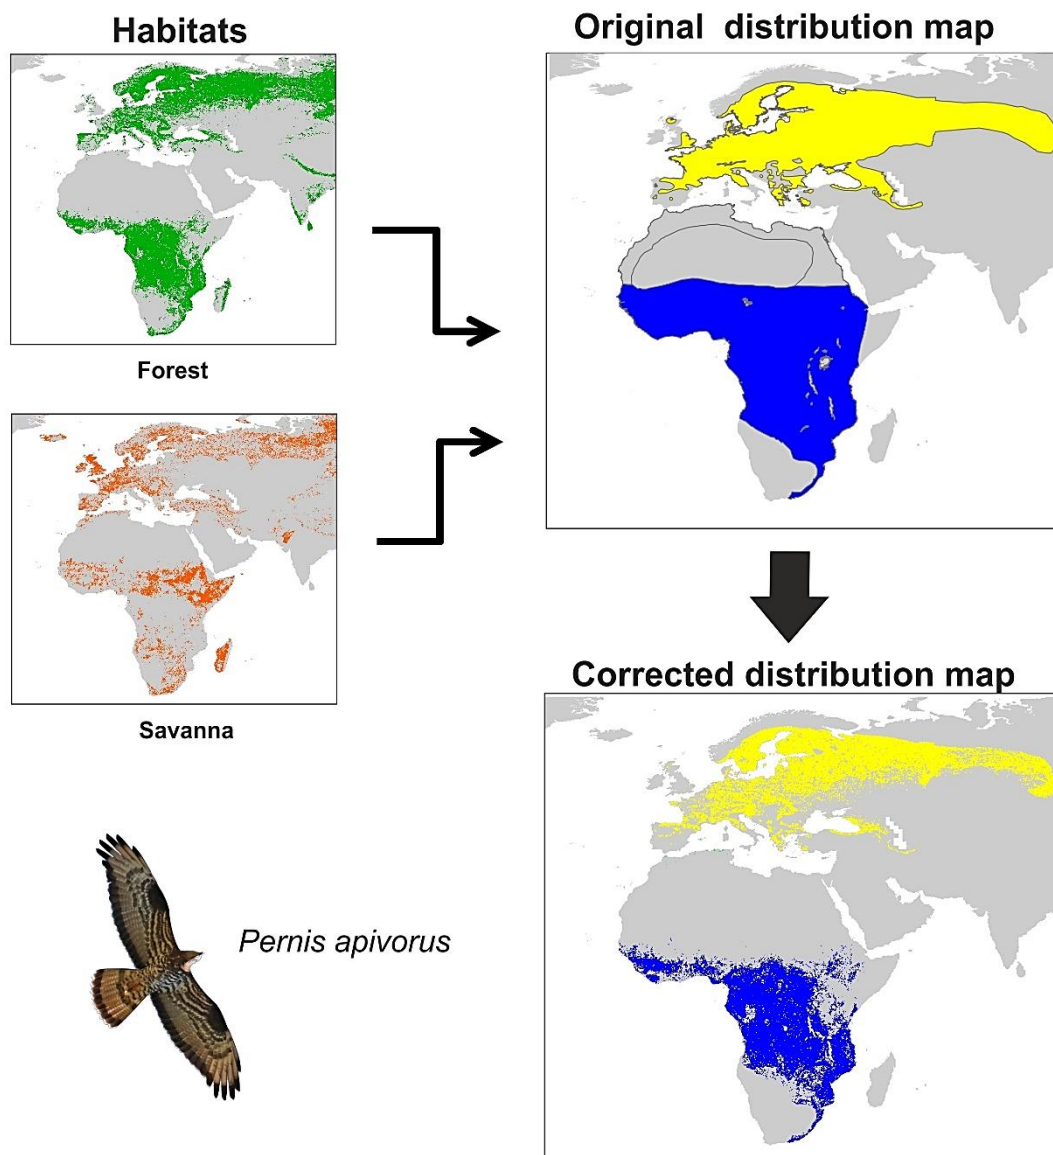 Habitats
Forest
Savanna
Pernis apivorus
Original distribution map
Corrected distribution map